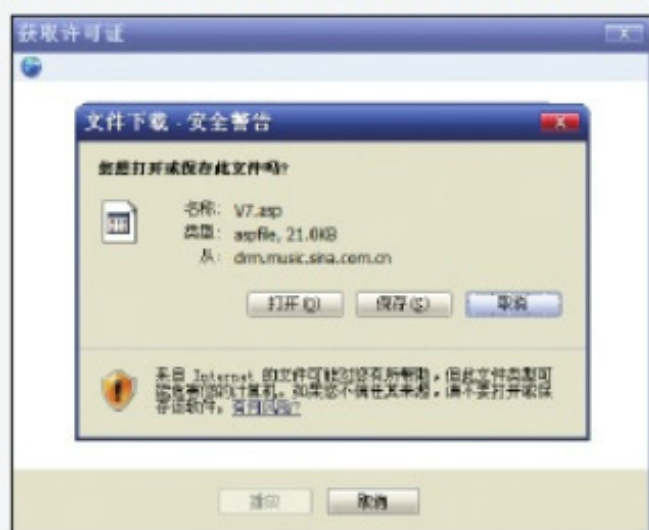 获取许可证
文件下载 - 安全警告
您想打开或保存此文件吗?
名称: V7.asp
类型: aspfile, 21.0KB
从: drm.music.sina.com.cn
打开(O) 保存(S) 取消
来自 Internet 的文件可能对您有所帮助，但此文件类型可
能危害您的计算机。如果您不信任其来源，请不要打开或保
存该软件。有何风险?
播放 取消